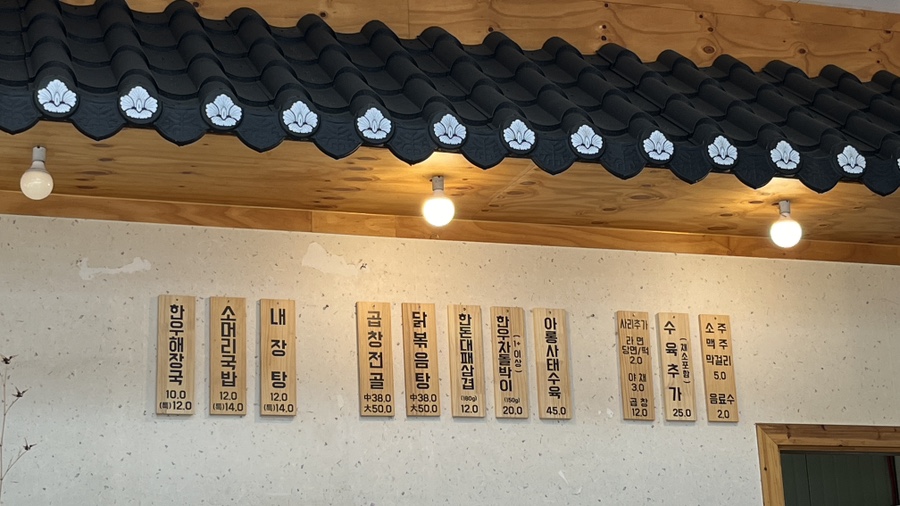 한우해장국
10.0
(특)12.0
소머리국밥
12.0
(특)14.0
내장탕
12.0
(특)14.0
곱창전골
中38.0
大50.0
닭볶음탕
中38.0
大50.0
한돈대패삼겹
(160g)
12.0
한우차돌박이
(1+이상)
(150g)
20.0
아롱사태수육
45.0
사리추가
라 면
당면/떡
2.0
야 채
3.0
곱 창
12.0
수육추가
(채소포함)
25.0
소 주
맥 주
막걸리
5.0
음료수
2.0